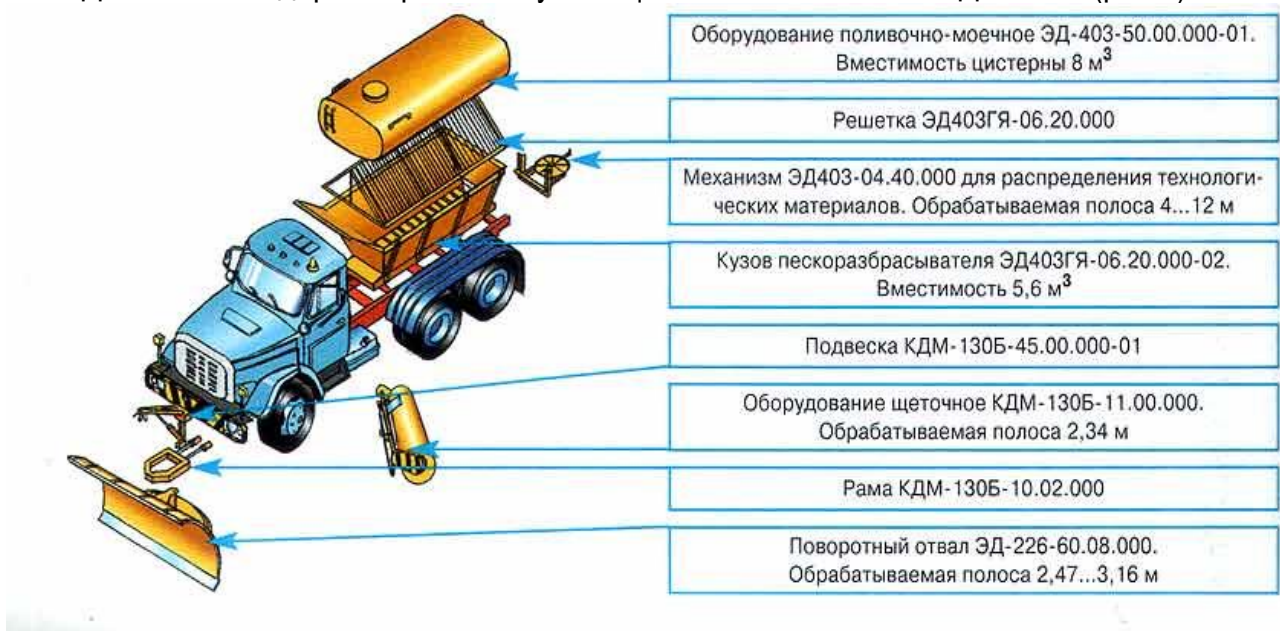 Оборудование поливочно-моечное ЭД-403-50.00.000-01.
Вместимость цистерны 8 м³
Решетка ЭД403ГЯ-06.20.000
Механизм ЭД403-04.40.000 для распределения технологи-
ческих материалов. Обрабатываемая полоса 4...12 м
Кузов пескоразбрасывателя ЭД403ГЯ-06.20.000-02.
Вместимость 5,6 м³
Подвеска КДМ-130Б-45.00.000-01
Оборудование щеточное КДМ-130Б-11.00.000.
Обрабатываемая полоса 2,34 м
Рама КДМ-130Б-10.02.000
Поворотный отвал ЭД-226-60.08.000.
Обрабатываемая полоса 2,47...3,16 м